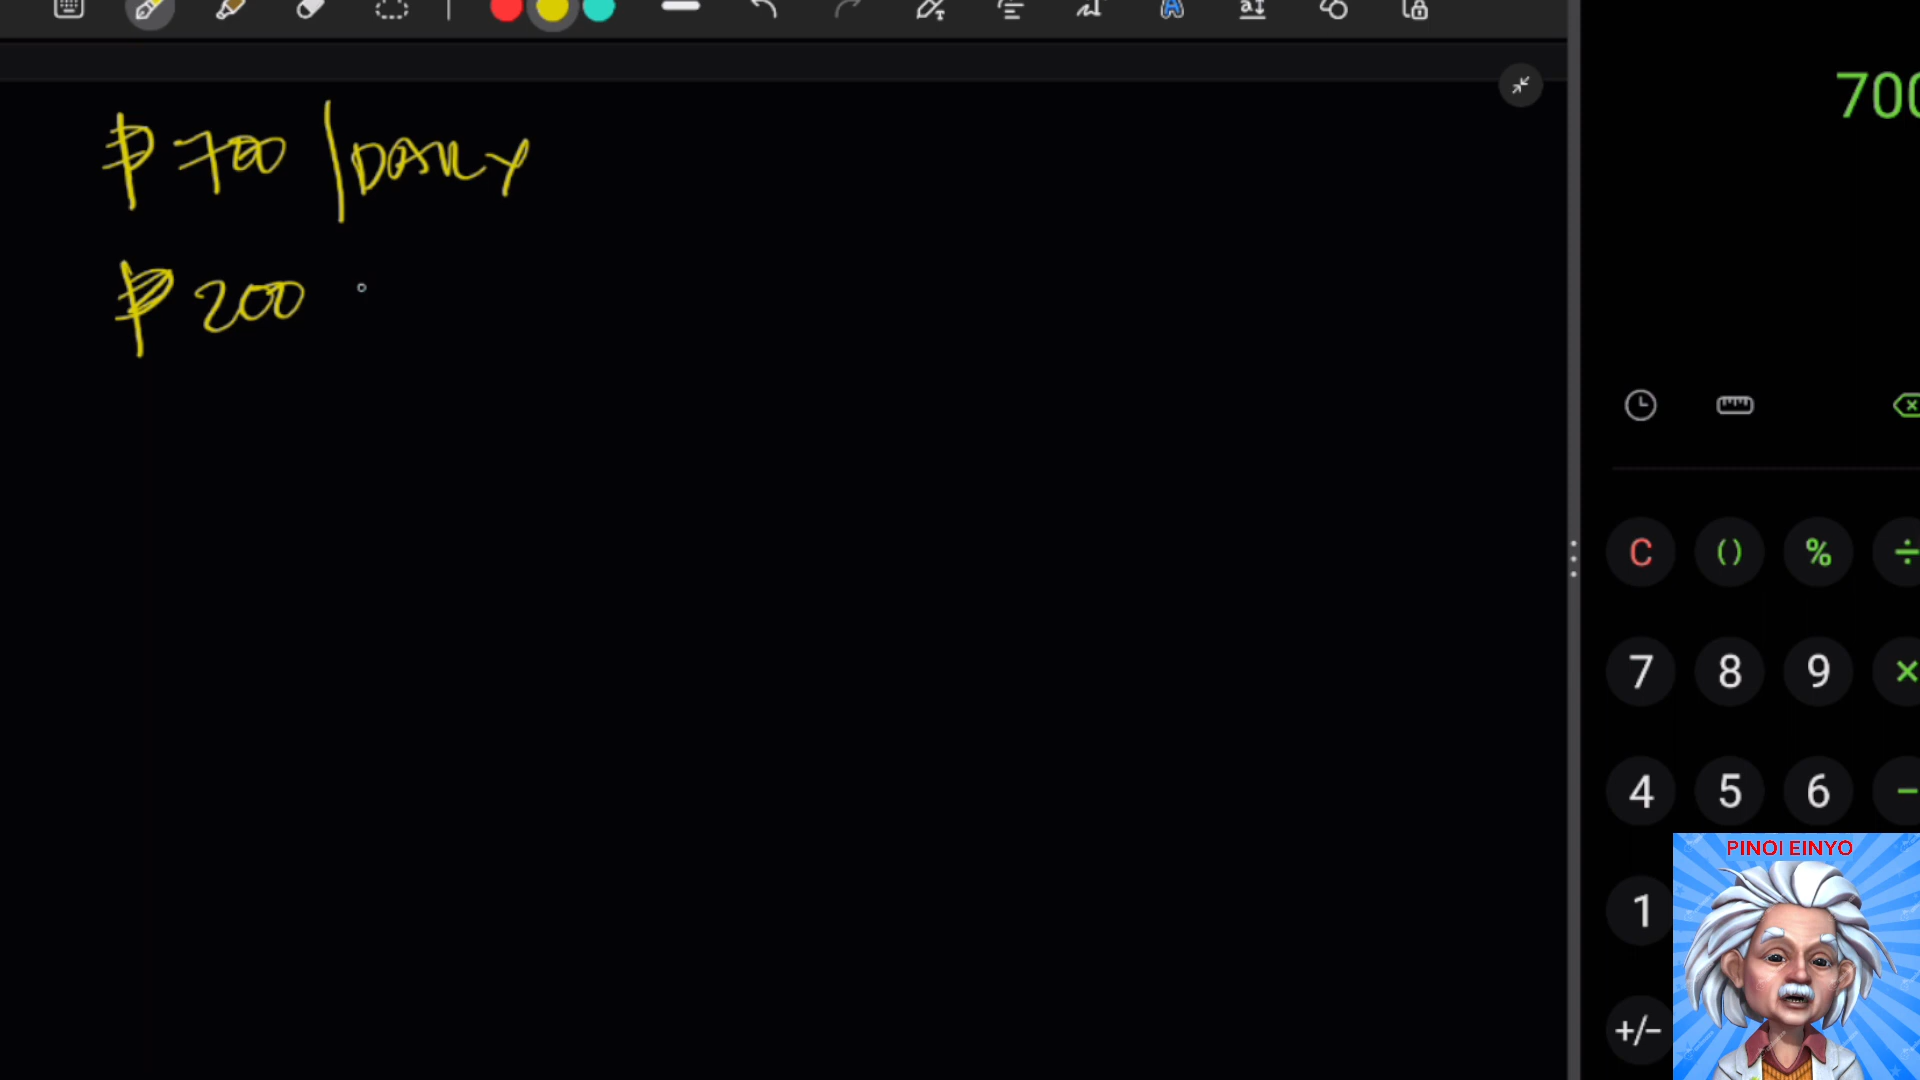 ₱ 700 / DAILY
₱ 200
700
C () % ÷
7 8 9 ×
4 5 6 −
1
+/−
PINOI EINYO